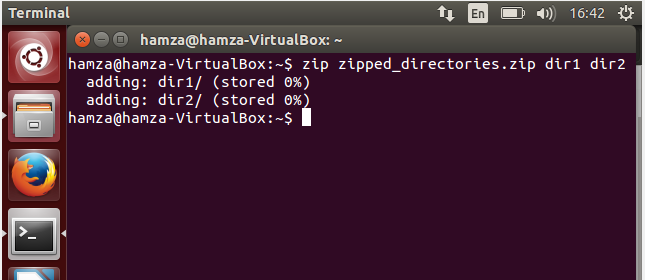 Terminal En 16:42
hamza@hamza-VirtualBox: ~
hamza@hamza-VirtualBox:~$ zip zipped_directories.zip dir1 dir2
  adding: dir1/ (stored 0%)
  adding: dir2/ (stored 0%)
hamza@hamza-VirtualBox:~$
>_